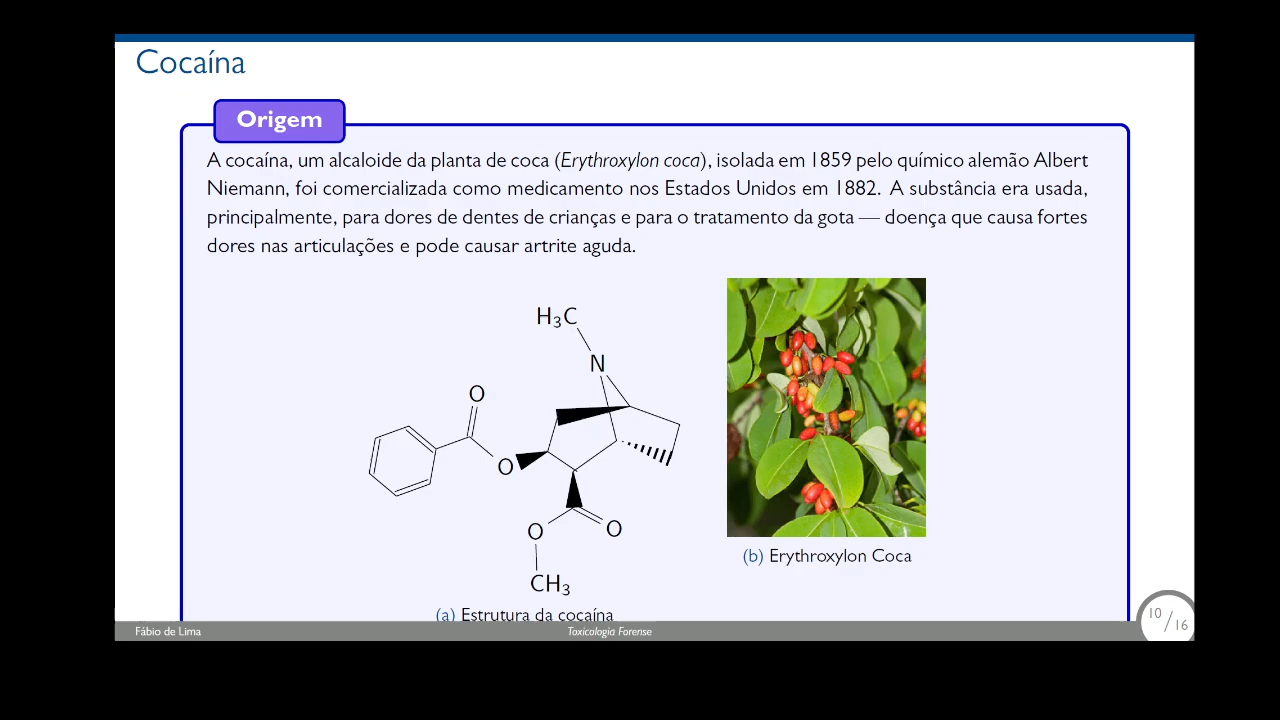 Cocaína
Origem
A cocaína, um alcaloide da planta de coca (Erythroxylon coca), isolada em 1859 pelo químico alemão Albert
Niemann, foi comercializada como medicamento nos Estados Unidos em 1882. A substância era usada,
principalmente, para dores de dentes de crianças e para o tratamento da gota — doença que causa fortes
dores nas articulações e pode causar artrite aguda.
H₃C
N
O
O
O
O
CH₃
(a) Estrutura da cocaína
(b) Erythroxylon Coca
Fábio de Lima
Toxicologia Forense
10/16